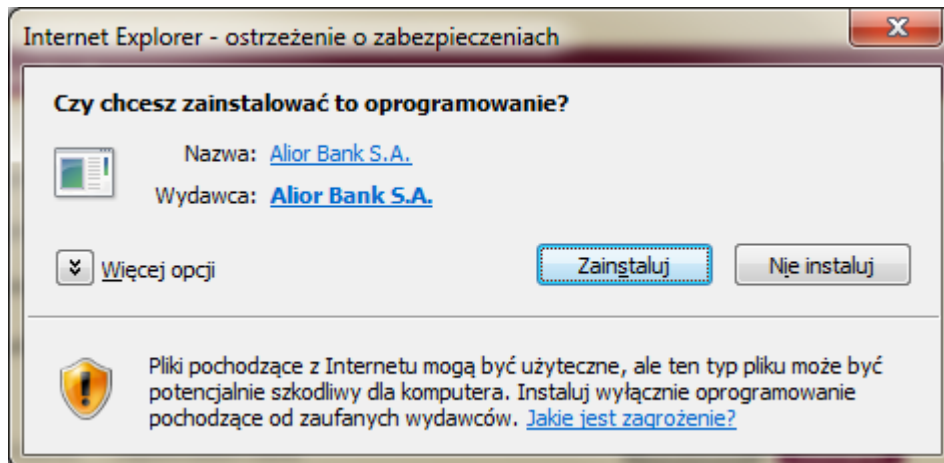 Internet Explorer - ostrzeżenie o zabezpieczeniach
Czy chcesz zainstalować to oprogramowanie?
Nazwa: Alior Bank S.A.
Wydawca: Alior Bank S.A.
Więcej opcji
Zainstaluj
Nie instaluj
Pliki pochodzące z Internetu mogą być użyteczne, ale ten typ pliku może być
potencjalnie szkodliwy dla komputera. Instaluj wyłącznie oprogramowanie
pochodzące od zaufanych wydawców. Jakie jest zagrożenie?